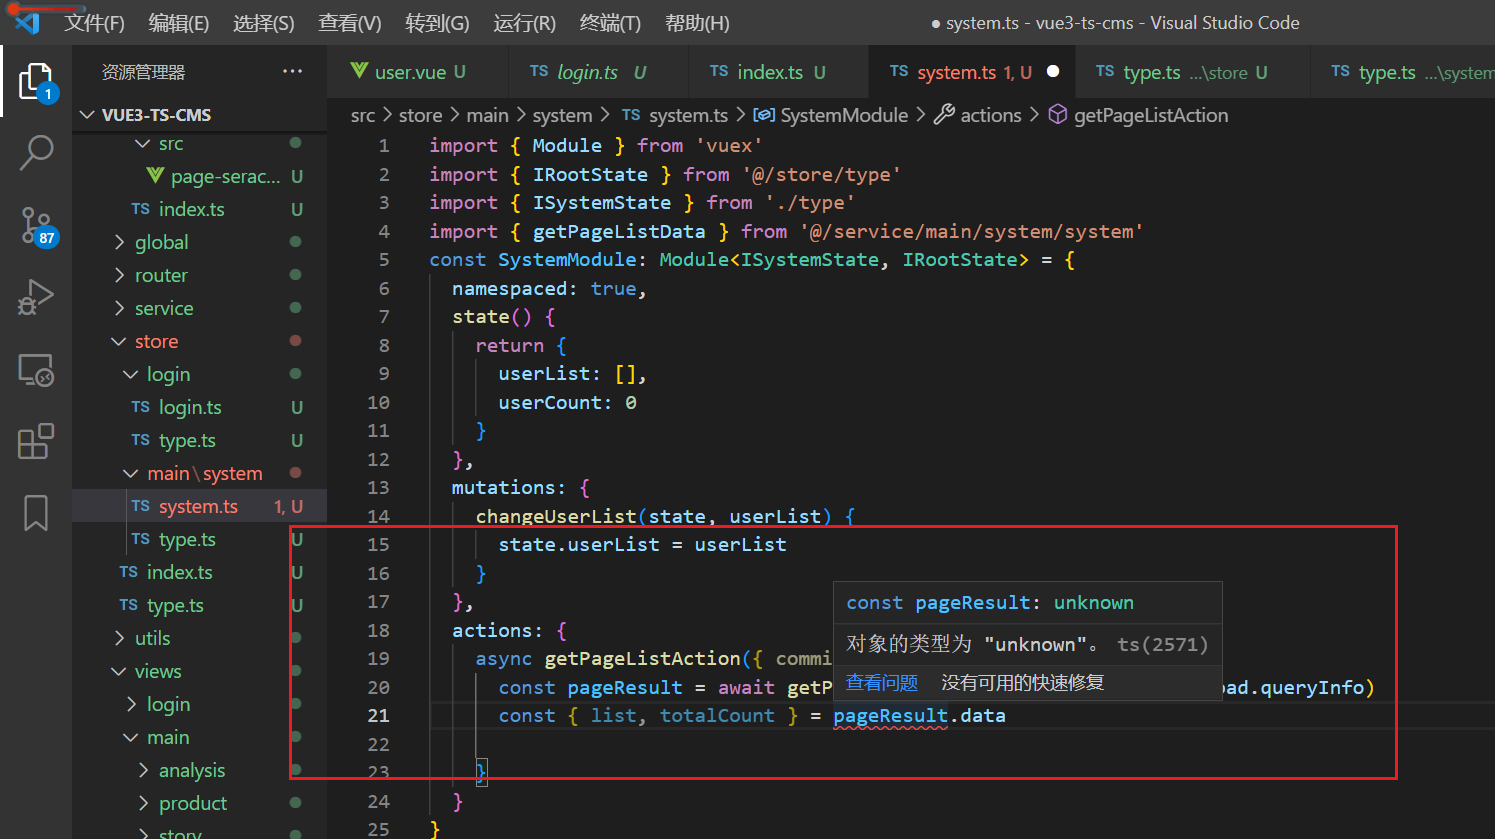 文件(F) 编辑(E) 选择(S) 查看(V) 转到(G) 运行(R) 终端(T) 帮助(H) ● system.ts - vue3-ts-cms - Visual Studio Code
资源管理器 ···
user.vue U TS login.ts U TS index.ts U TS system.ts 1, U ● TS type.ts ...\store U TS type.ts ...\system
1
87
VUE3-TS-CMS
src
page-serac... U
TS index.ts U
global
router
service
store
login
TS login.ts U
TS type.ts U
main\system
TS system.ts 1, U
TS type.ts U
TS index.ts U
TS type.ts U
utils
views
login
main
analysis
product
story
src > store > main > system > TS system.ts > SystemModule > actions > getPageListAction
1 import { Module } from 'vuex'
2 import { IRootState } from '@/store/type'
3 import { ISystemState } from './type'
4 import { getPageListData } from '@/service/main/system/system'
5 const SystemModule: Module<ISystemState, IRootState> = {
6 namespaced: true,
7 state() {
8 return {
9 userList: [],
10 userCount: 0
11 }
12 },
13 mutations: {
14 changeUserList(state, userList) {
15 state.userList = userList
16 }
17 },
18 actions: {
19 async getPageListAction({ commi
20 const pageResult = await getP oad.queryInfo)
21 const { list, totalCount } = pageResult.data
22
23 }
24 }
25 }
const pageResult: unknown
对象的类型为 "unknown"。 ts(2571)
查看问题 没有可用的快速修复